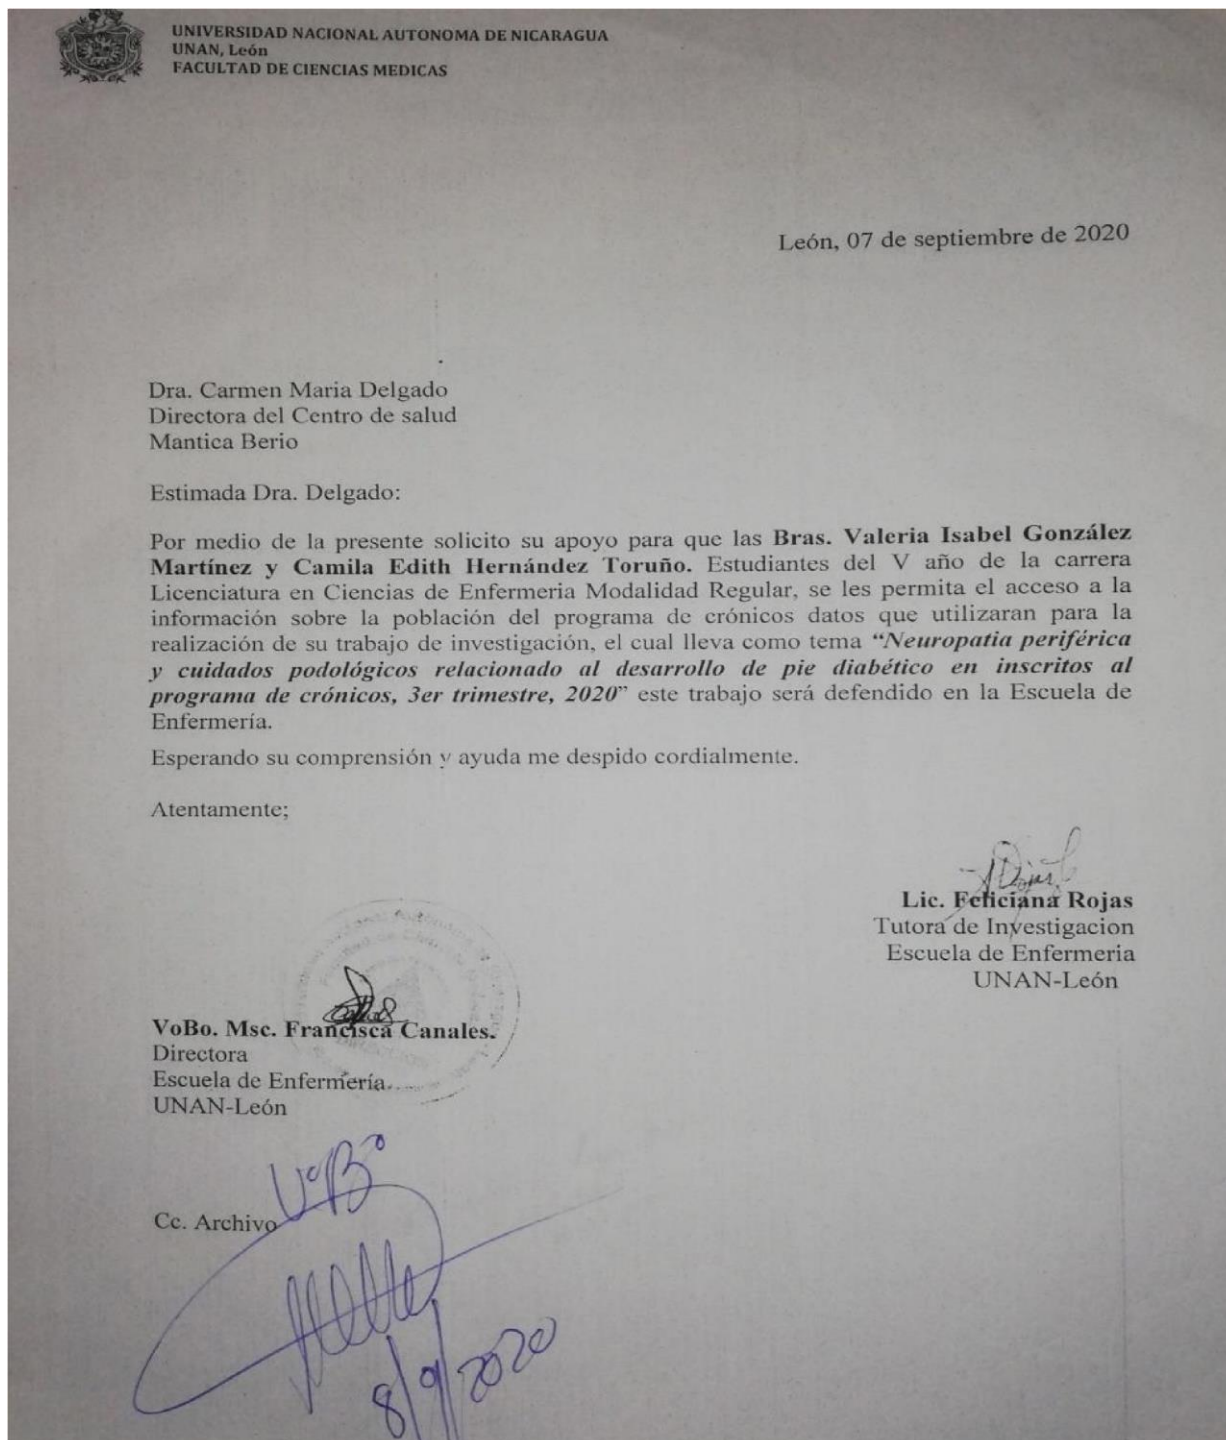 UNIVERSIDAD NACIONAL AUTONOMA DE NICARAGUA
UNAN, León
FACULTAD DE CIENCIAS MEDICAS
León, 07 de septiembre de 2020
Dra. Carmen Maria Delgado
Directora del Centro de salud
Mantica Berio
Estimada Dra. Delgado:
Por medio de la presente solicito su apoyo para que las Bras. Valeria Isabel González
Martínez y Camila Edith Hernández Toruño. Estudiantes del V año de la carrera
Licenciatura en Ciencias de Enfermeria Modalidad Regular, se les permita el acceso a la
información sobre la población del programa de crónicos datos que utilizaran para la
realización de su trabajo de investigación, el cual lleva como tema “Neuropatia periférica
y cuidados podológicos relacionado al desarrollo de pie diabético en inscritos al
programa de crónicos, 3er trimestre, 2020” este trabajo será defendido en la Escuela de
Enfermería.
Esperando su comprensión y ayuda me despido cordialmente.
Atentamente;
Lic. Feliciana Rojas
Tutora de Investigacion
Escuela de Enfermeria
UNAN-León
VoBo. Msc. Francisca Canales.
Directora
Escuela de Enfermería
UNAN-León
VoBo
Cc. Archivo
8/9/2020